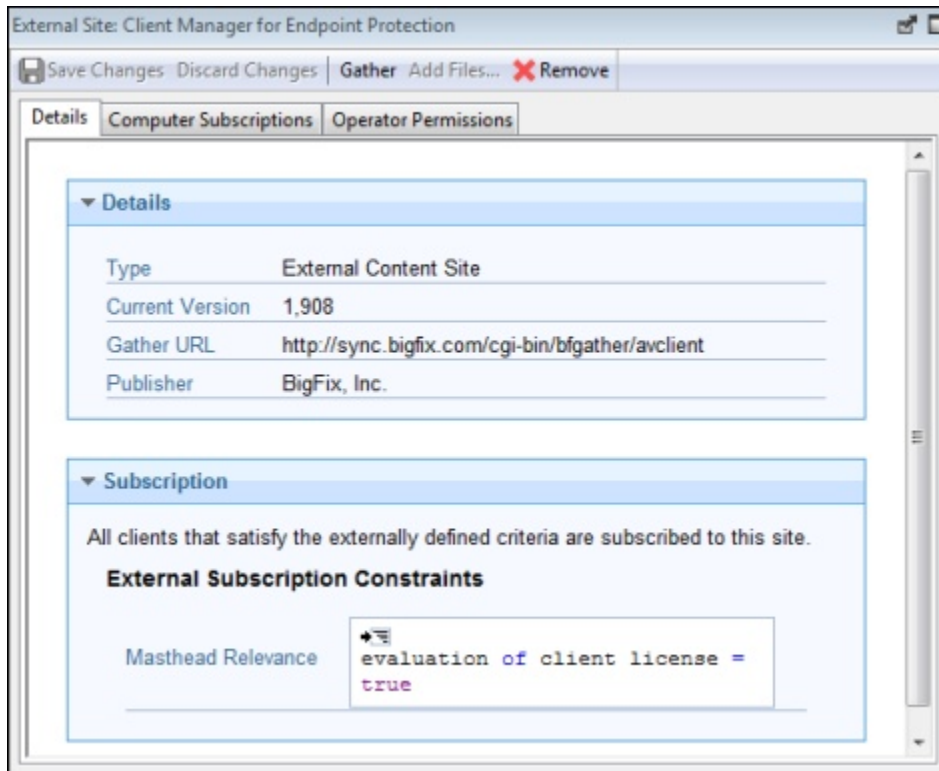 External Site: Client Manager for Endpoint Protection
Save Changes Discard Changes Gather Add Files... Remove
Details Computer Subscriptions Operator Permissions
Details
Type External Content Site
Current Version 1,908
Gather URL http://sync.bigfix.com/cgi-bin/bfgather/avclient
Publisher BigFix, Inc.
Subscription
All clients that satisfy the externally defined criteria are subscribed to this site.
External Subscription Constraints
Masthead Relevance evaluation of client license =
true